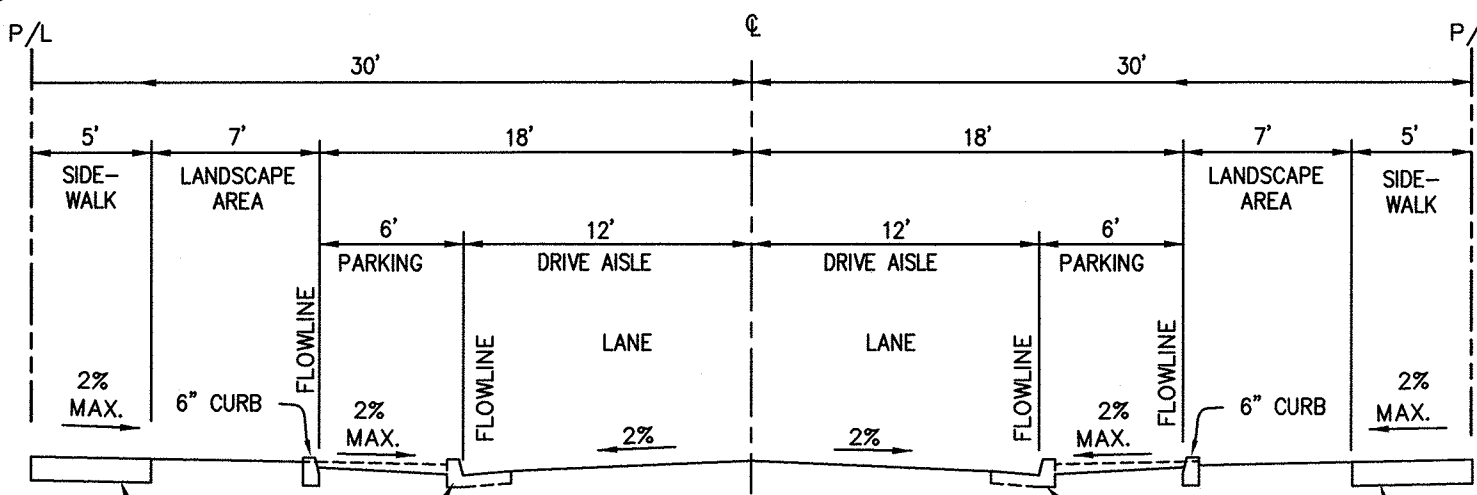 P/L ℄ P/
30' 30'
5' 7' 18' 18' 7' 5'
SIDE- LANDSCAPE LANDSCAPE SIDE-
WALK AREA AREA WALK
6' 12' 12' 6'
PARKING DRIVE AISLE DRIVE AISLE PARKING
FLOWLINE FLOWLINE LANE LANE FLOWLINE FLOWLINE
2% 6" CURB 2% 2% 2% 2% 6" CURB 2%
MAX. MAX. MAX. MAX.